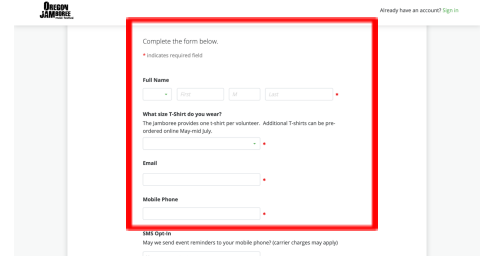 OREGON
JAMBOREE
Already have an account? Sign in
Complete the form below.
* Indicates required field
Full Name
First
MI
Last
*
What size T-Shirt do you wear?
The Jamboree provides one t-shirt per volunteer. Additional T-shirts can be pre-
ordered online May-mid July.
*
Email
*
Mobile Phone
*
SMS Opt-In
May we send event reminders to your mobile phone? (carrier charges may apply)